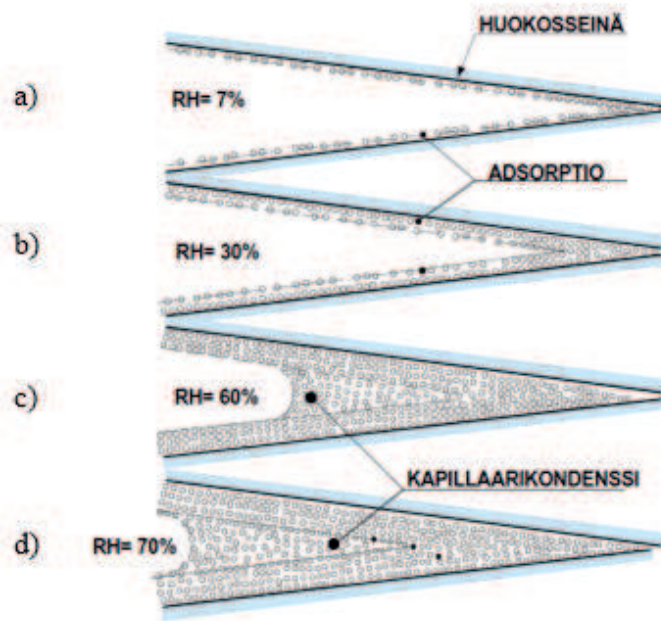 HUOKOSSEINÄ
a)
RH= 7%
ADSORPTIO
b)
RH= 30%
c)
RH= 60%
KAPILLAARIKONDENSSI
d)
RH= 70%